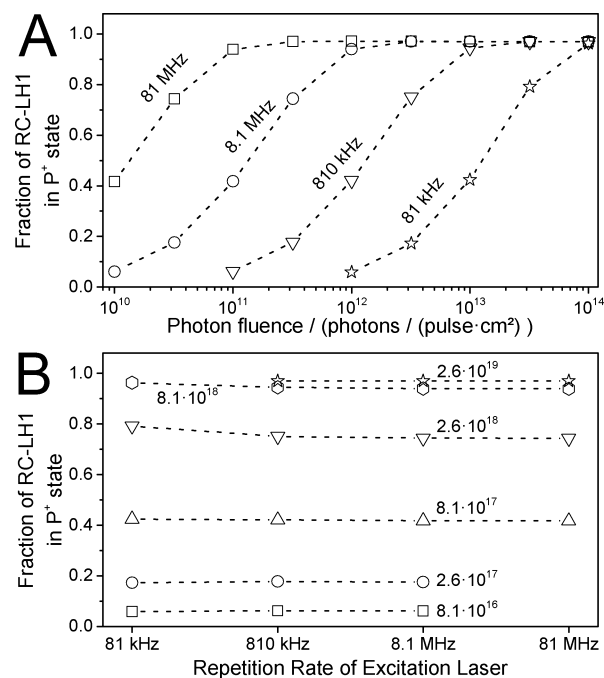 A
Fraction of RC-LH1
in P⁺ state
1.0
0.8
0.6
0.4
0.2
0.0
81 MHz
8.1 MHz
810 kHz
81 kHz
10¹⁰
10¹¹
10¹²
10¹³
10¹⁴
Photon fluence / (photons / (pulse·cm²) )
B
Fraction of RC-LH1
in P⁺ state
1.0
0.8
0.6
0.4
0.2
0.0
2.6·10¹⁹
8.1·10¹⁸
2.6·10¹⁸
8.1·10¹⁷
2.6·10¹⁷
8.1·10¹⁶
81 kHz
810 kHz
8.1 MHz
81 MHz
Repetition Rate of Excitation Laser